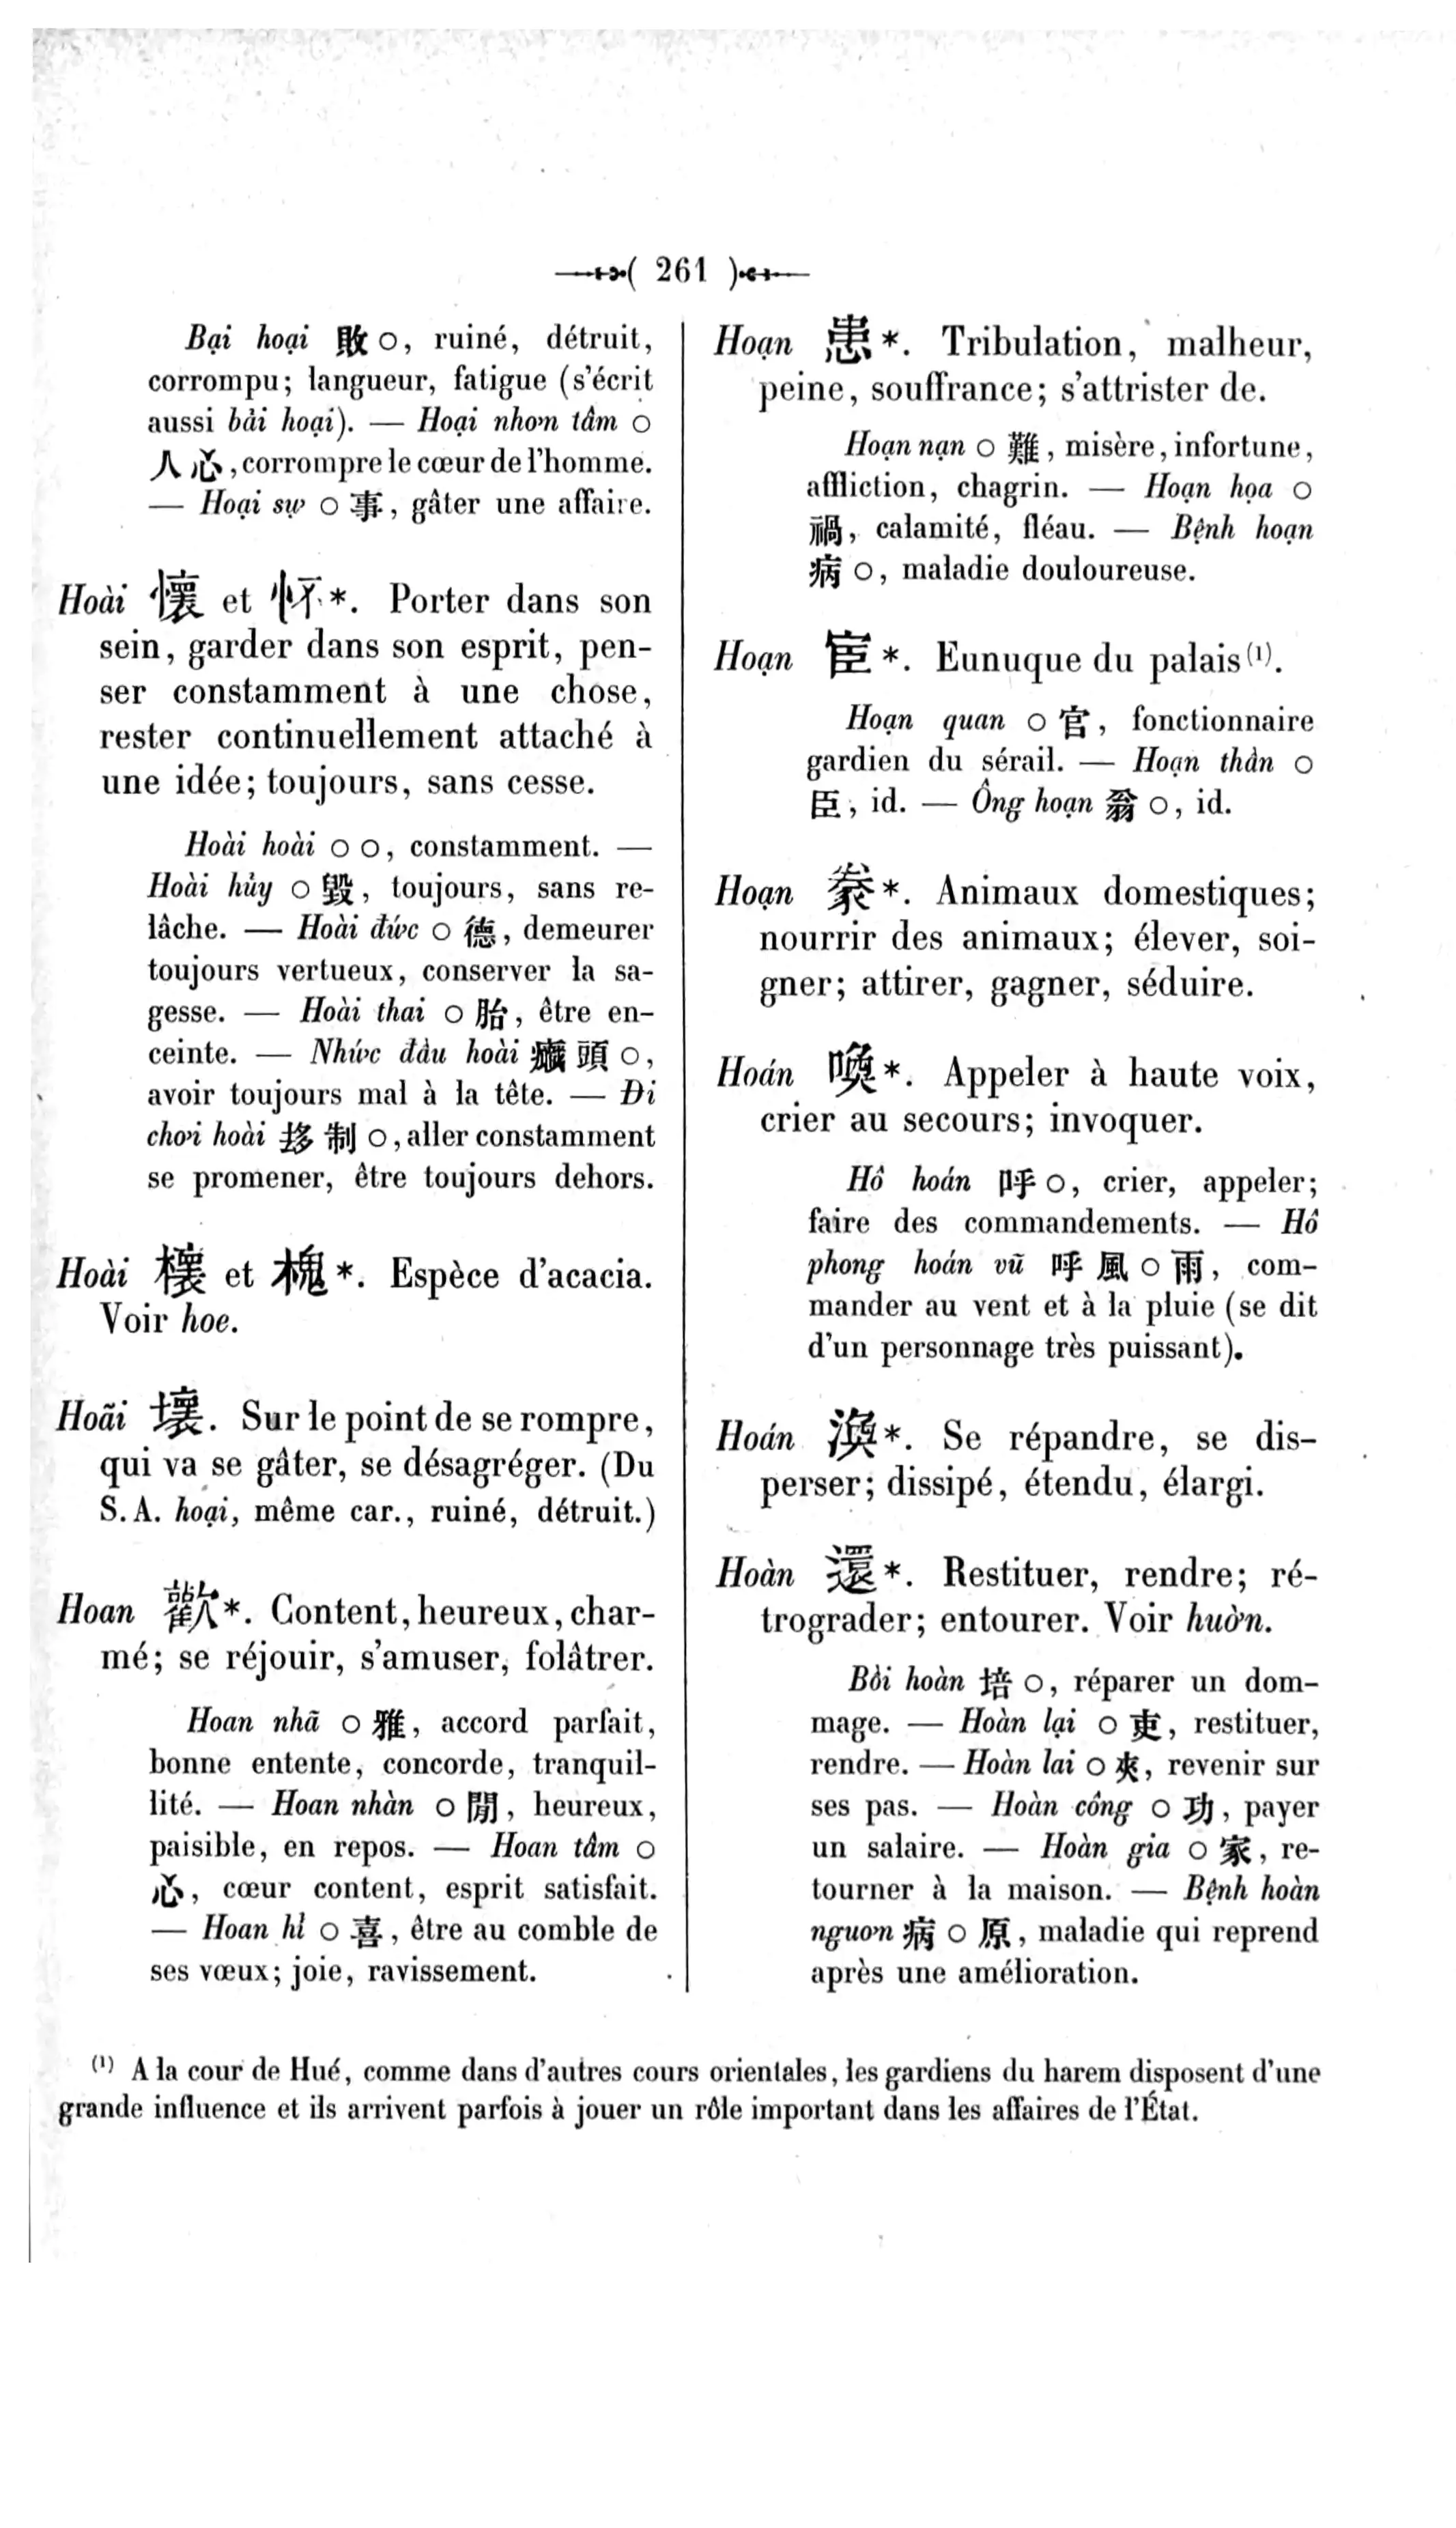 ( 261 )
Bại hoại 敗 ○, ruiné, détruit,
corrompu; langueur, fatigue (s'écrit
aussi bải hoại). — Hoại nhơn tâm ○
人 心, corrompre le cœur de l'homme.
— Hoại sự ○ 事, gâter une affaire.
Hoài 懷 et 怀*. Porter dans son
sein, garder dans son esprit, pen-
ser constamment à une chose,
rester continuellement attaché à
une idée; toujours, sans cesse.
Hoài hoài ○ ○, constamment. —
Hoài hủy ○ 毀, toujours, sans re-
lâche. — Hoài đức ○ 德, demeurer
toujours vertueux, conserver la sa-
gesse. — Hoài thai ○ 胎, être en-
ceinte. — Nhức đầu hoài 頭 ○,
avoir toujours mal à la tête. — Đi
chơi hoài 制 ○, aller constamment
se promener, être toujours dehors.
Hoài 櫰 et 槐*. Espèce d'acacia.
Voir hoe.
Hoãi 壞. Sur le point de se rompre,
qui va se gâter, se désagréger. (Du
S. A. hoại, même car., ruiné, détruit.)
Hoan 歡*. Content, heureux, char-
mé; se réjouir, s'amuser, folâtrer.
Hoan nhã ○ 雅, accord parfait,
bonne entente, concorde, tranquil-
lité. — Hoan nhàn ○ 閒, heureux,
paisible, en repos. — Hoan tâm ○
心, cœur content, esprit satisfait.
— Hoan hỉ ○ 喜, être au comble de
ses vœux; joie, ravissement.
Hoạn 患*. Tribulation, malheur,
peine, souffrance; s'attrister de.
Hoạn nạn ○ 難, misère, infortune,
affliction, chagrin. — Hoạn họa ○
禍, calamité, fléau. — Bệnh hoạn
病 ○, maladie douloureuse.
Hoạn 宦*. Eunuque du palais (1).
Hoạn quan ○ 官, fonctionnaire
gardien du sérail. — Hoạn thần ○
臣, id. — Ông hoạn 翁 ○, id.
Hoạn 豢*. Animaux domestiques;
nourrir des animaux; élever, soi-
gner; attirer, gagner, séduire.
Hoán 喚*. Appeler à haute voix,
crier au secours; invoquer.
Hô hoán 呼 ○, crier, appeler;
faire des commandements. — Hô
phong hoán vũ 呼 風 ○ 雨, com-
mander au vent et à la pluie (se dit
d'un personnage très puissant).
Hoán 渙*. Se répandre, se dis-
perser; dissipé, étendu, élargi.
Hoàn 還*. Restituer, rendre; ré-
trograder; entourer. Voir huờn.
Bồi hoàn 培 ○, réparer un dom-
mage. — Hoàn lại ○ 吏, restituer,
rendre. — Hoàn lai ○ 來, revenir sur
ses pas. — Hoàn công ○ 功, payer
un salaire. — Hoàn gia ○ 家, re-
tourner à la maison. — Bệnh hoàn
nguơn 病 ○ 原, maladie qui reprend
après une amélioration.
(1) A la cour de Hué, comme dans d'autres cours orientales, les gardiens du harem disposent d'une
grande influence et ils arrivent parfois à jouer un rôle important dans les affaires de l'État.